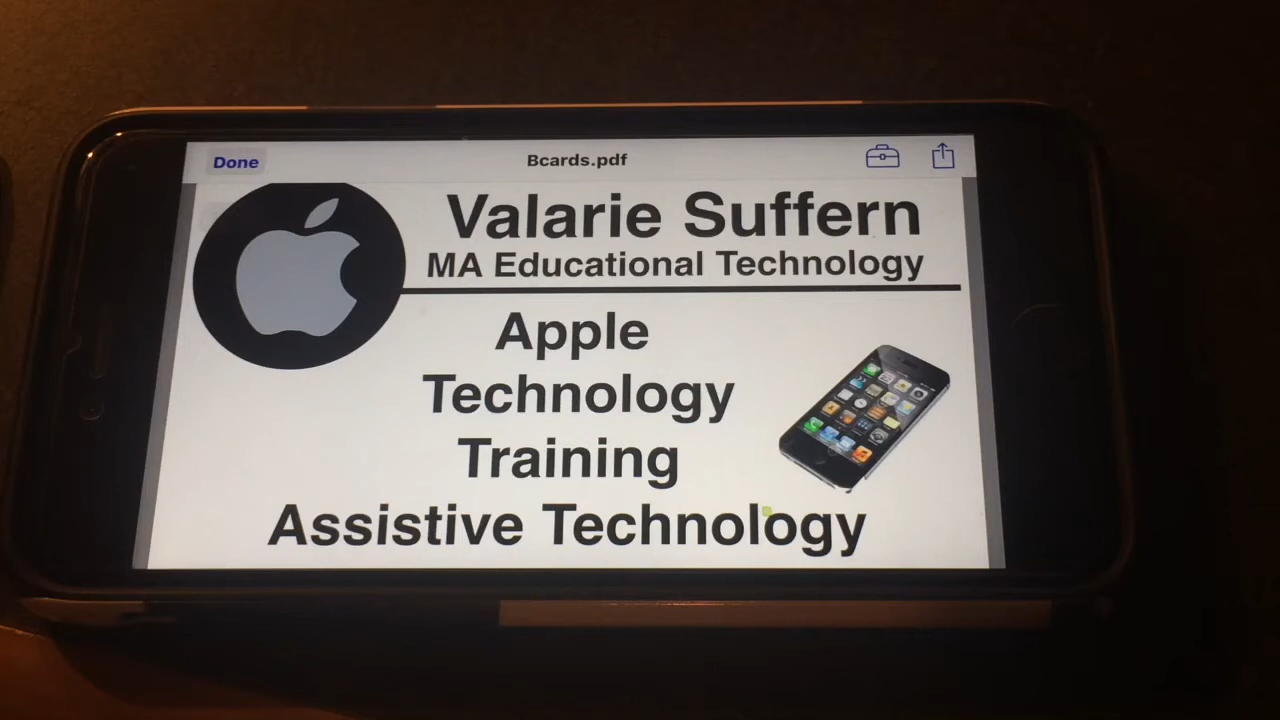 Done
Bcards.pdf
Valarie Suffern
MA Educational Technology
Apple
Technology
Training
Assistive Technology